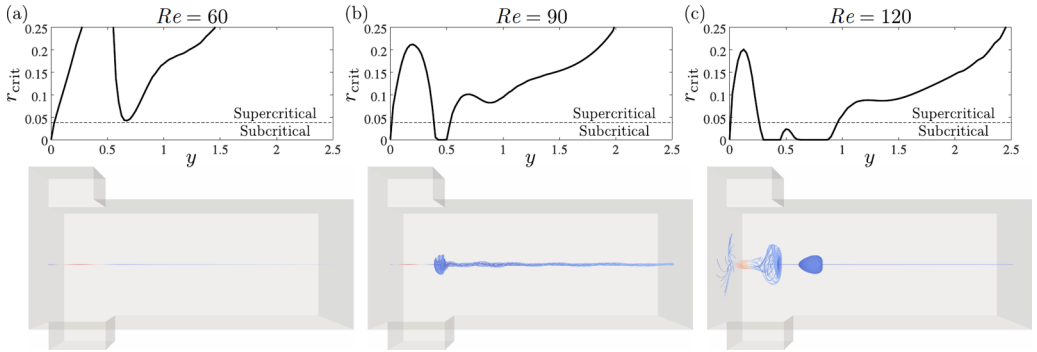 (a) Re = 60
0.25
0.2
0.15
0.1
0.05
0
r_crit
Supercritical
Subcritical
0 0.5 1 1.5 2 2.5
y
(b) Re = 90
0.25
0.2
0.15
0.1
0.05
0
r_crit
Supercritical
Subcritical
0 0.5 1 1.5 2 2.5
y
(c) Re = 120
0.25
0.2
0.15
0.1
0.05
0
r_crit
Supercritical
Subcritical
0 0.5 1 1.5 2 2.5
y